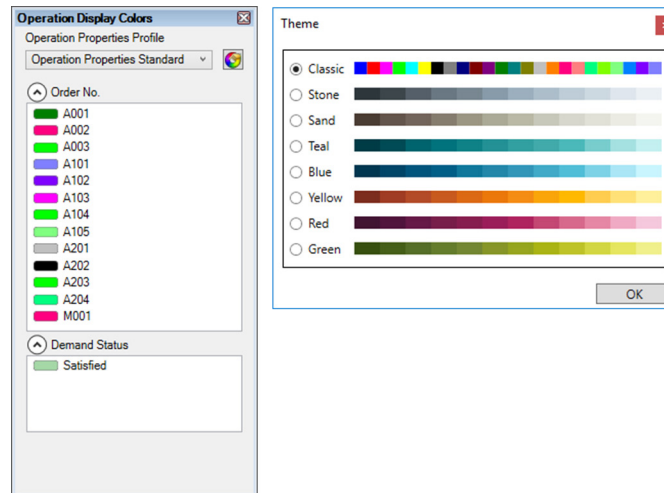 Operation Display Colors
Operation Properties Profile
Operation Properties Standard
Order No.
A001
A002
A003
A101
A102
A103
A104
A105
A201
A202
A203
A204
M001
Demand Status
Satisfied
Theme
Classic
Stone
Sand
Teal
Blue
Yellow
Red
Green
OK